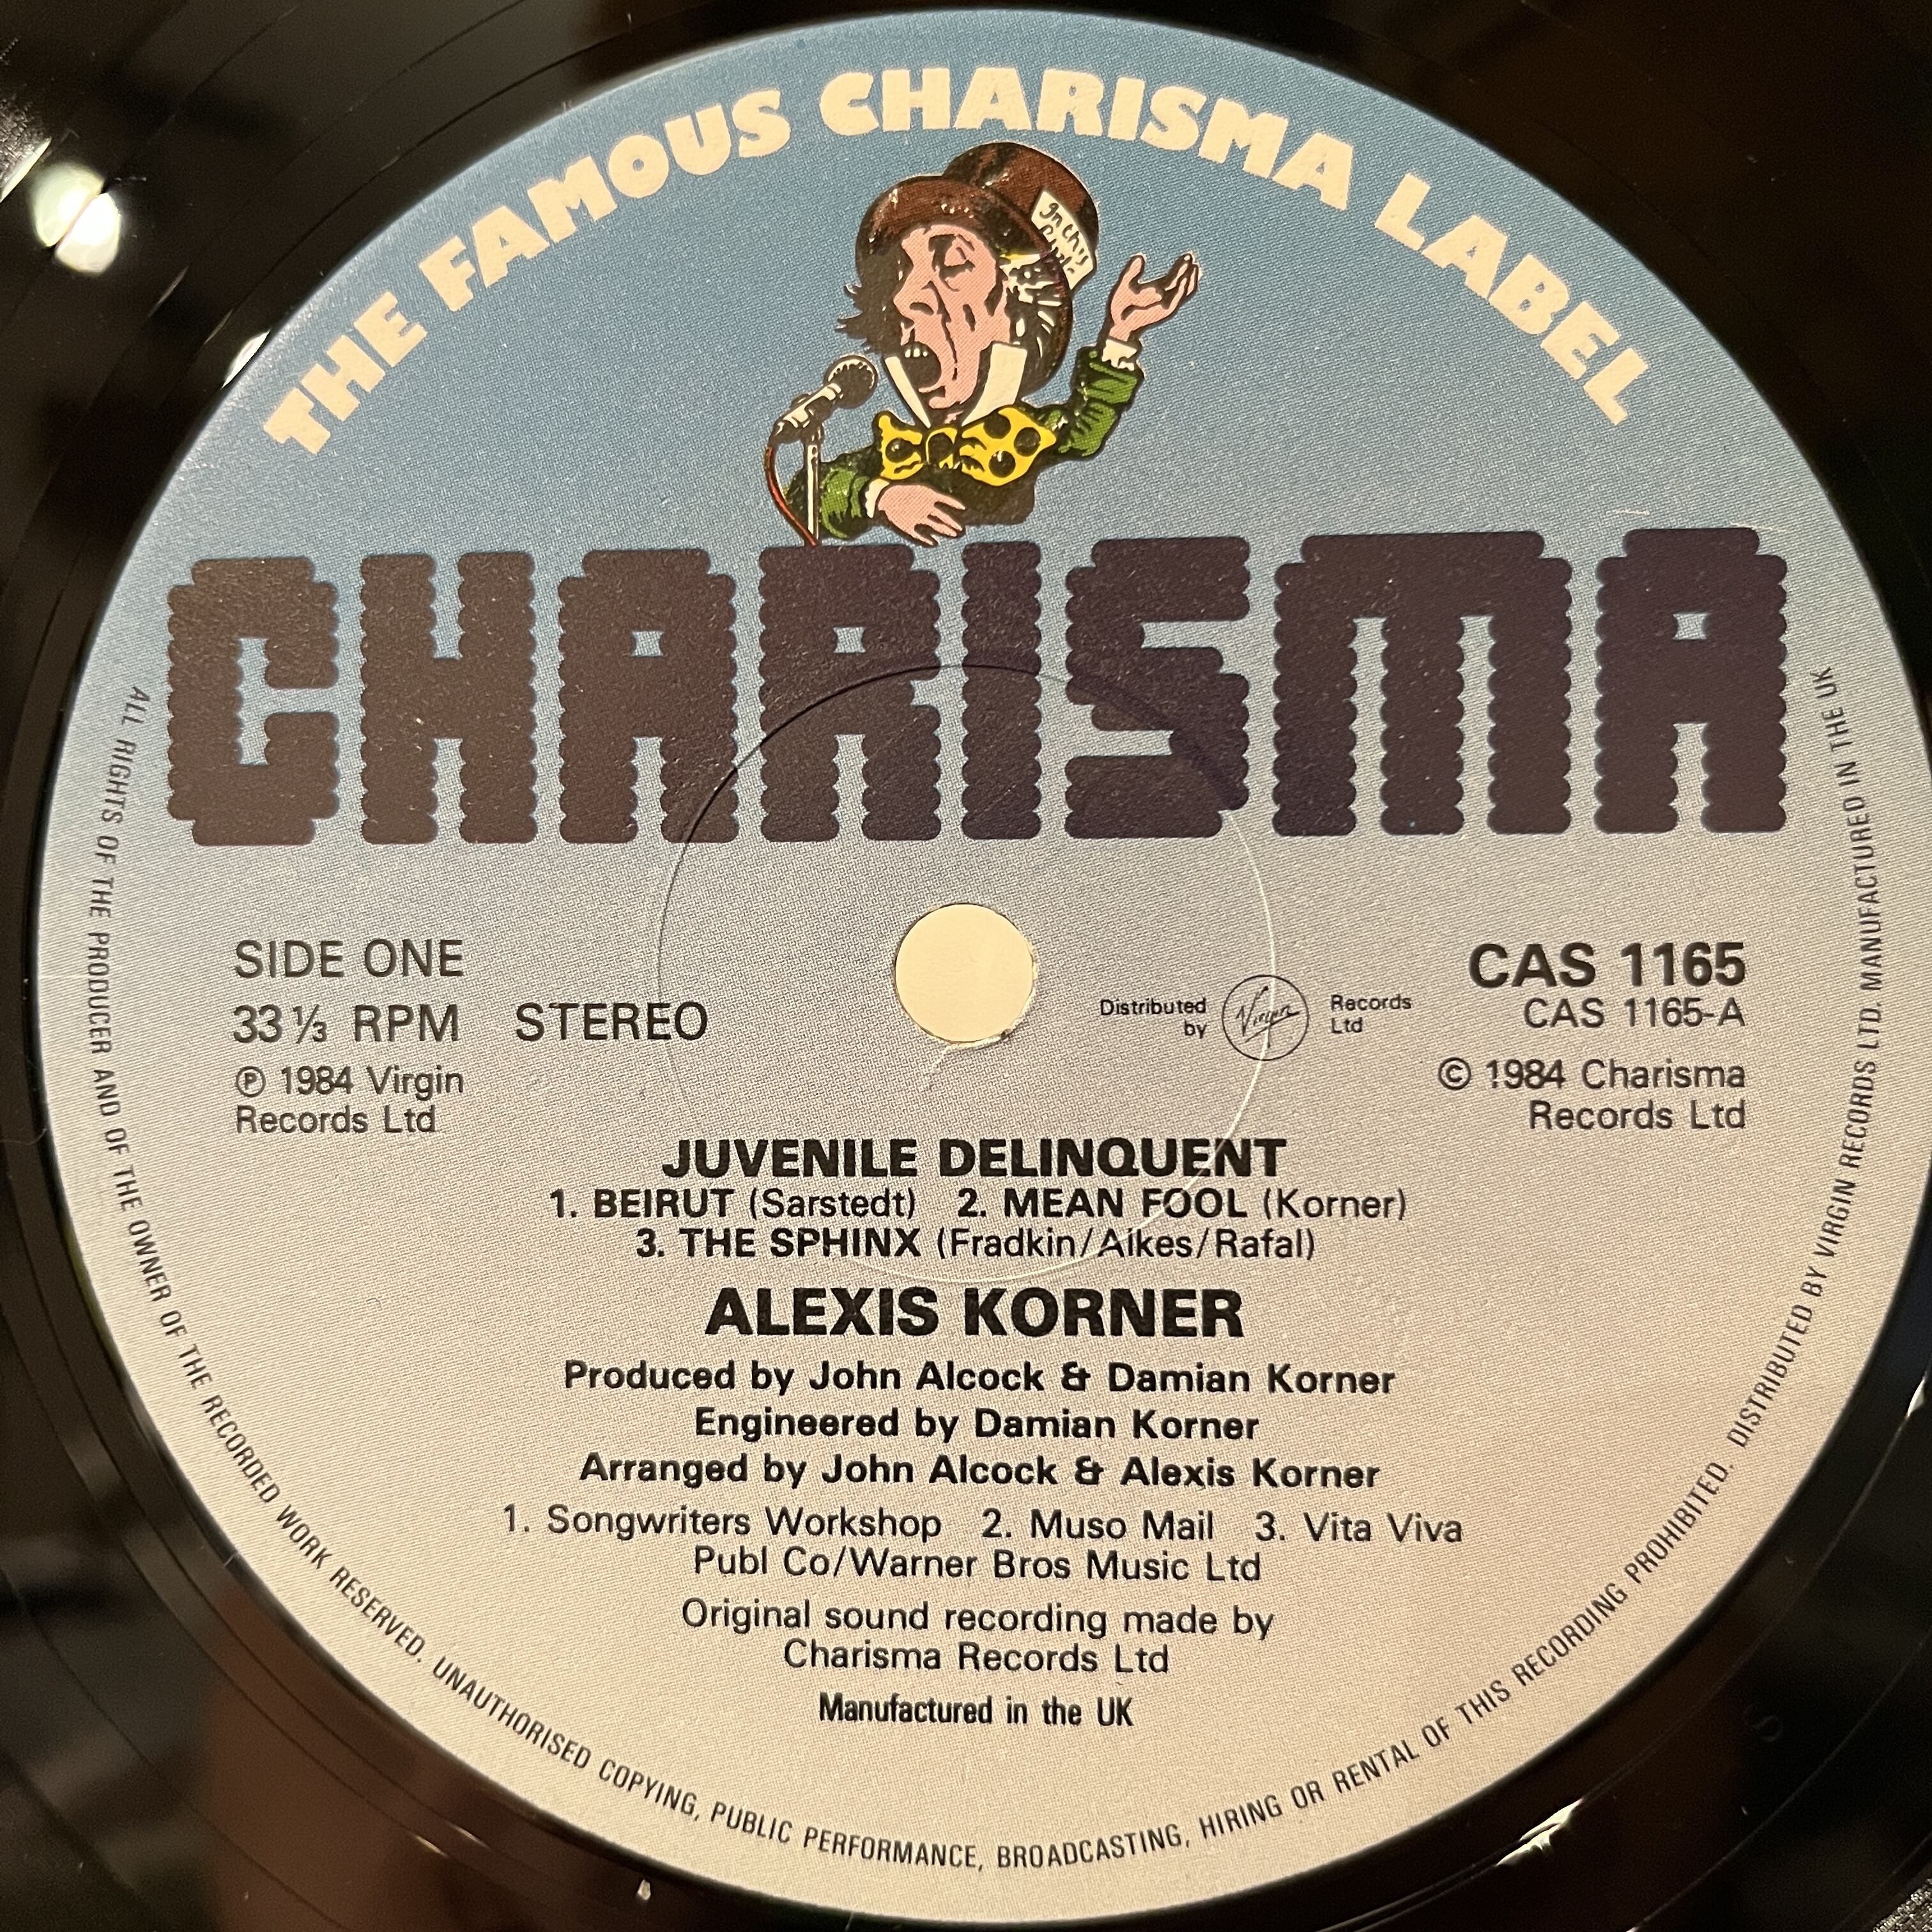 THE FAMOUS CHARISMA LABEL
In this
CHARISMA
SIDE ONE
33 ⅓ RPM STEREO
℗ 1984 Virgin
Records Ltd
Distributed
by
Virgin
Records
Ltd
CAS 1165
CAS 1165-A
© 1984 Charisma
Records Ltd
JUVENILE DELINQUENT
1. BEIRUT (Sarstedt) 2. MEAN FOOL (Korner)
3. THE SPHINX (Fradkin/Aikes/Rafal)
ALEXIS KORNER
Produced by John Alcock & Damian Korner
Engineered by Damian Korner
Arranged by John Alcock & Alexis Korner
1. Songwriters Workshop 2. Muso Mail 3. Vita Viva
Publ Co/Warner Bros Music Ltd
Original sound recording made by
Charisma Records Ltd
Manufactured in the UK
ALL RIGHTS OF THE PRODUCER AND OF THE OWNER OF THE RECORDED WORK RESERVED. UNAUTHORISED COPYING, PUBLIC PERFORMANCE, BROADCASTING, HIRING OR RENTAL OF THIS RECORDING PROHIBITED. DISTRIBUTED BY VIRGIN RECORDS LTD. MANUFACTURED IN THE UK